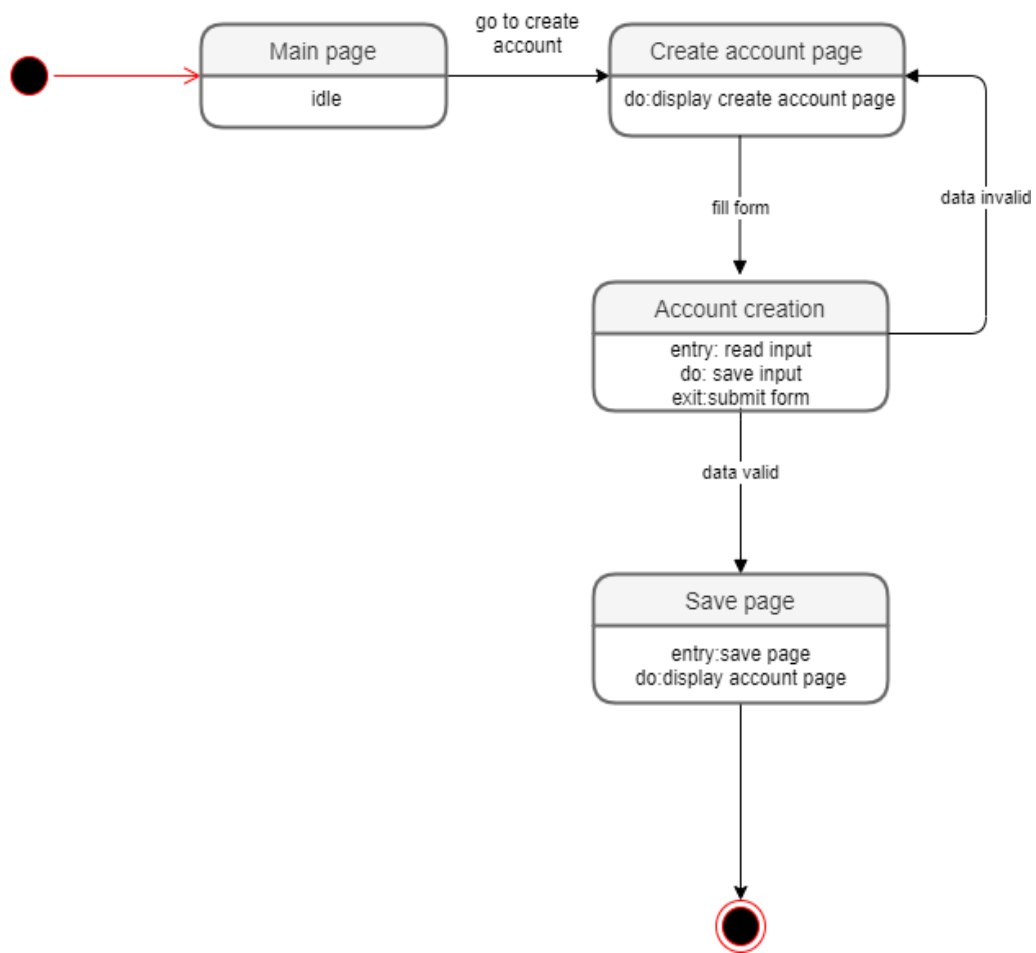 Main page
idle
go to create
account
Create account page
do:display create account page
fill form
data invalid
Account creation
entry: read input
do: save input
exit:submit form
data valid
Save page
entry:save page
do:display account page